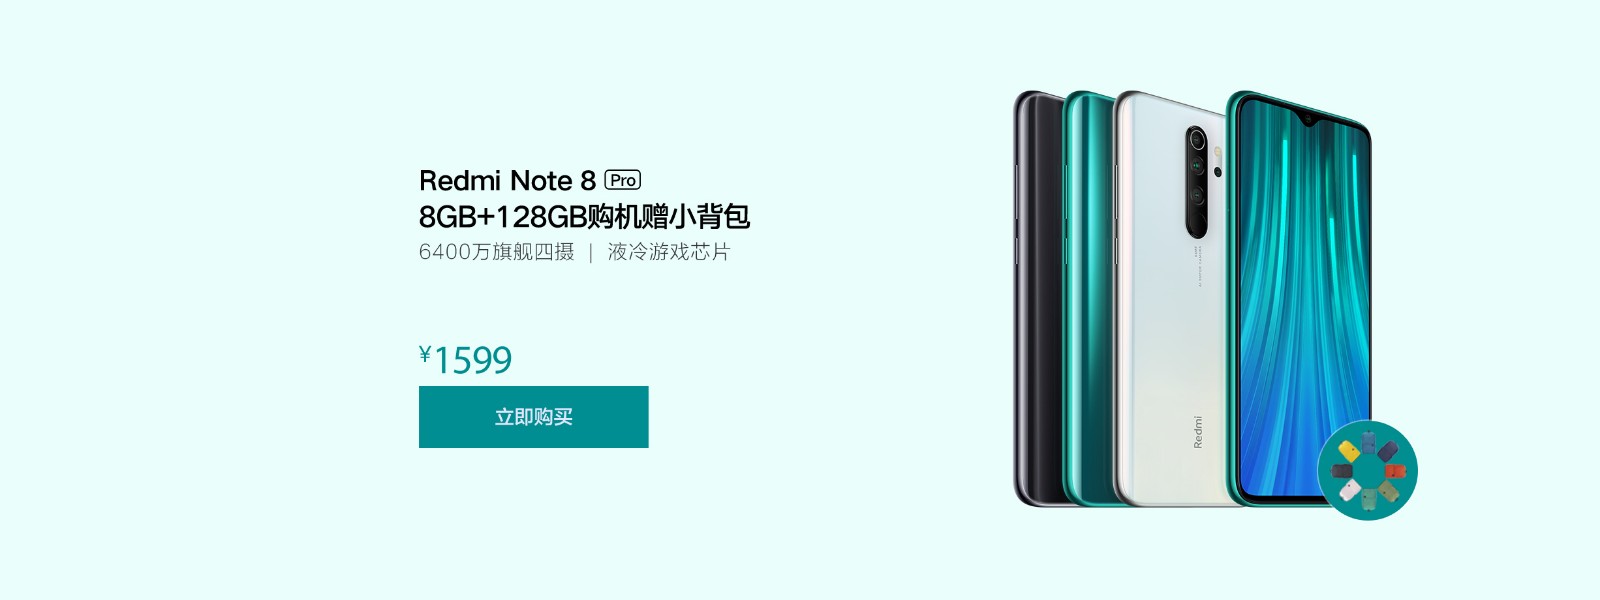 Redmi Note 8 Pro
8GB+128GB购机赠小背包
6400万旗舰四摄 | 液冷游戏芯片
¥1599
立即购买
Redmi